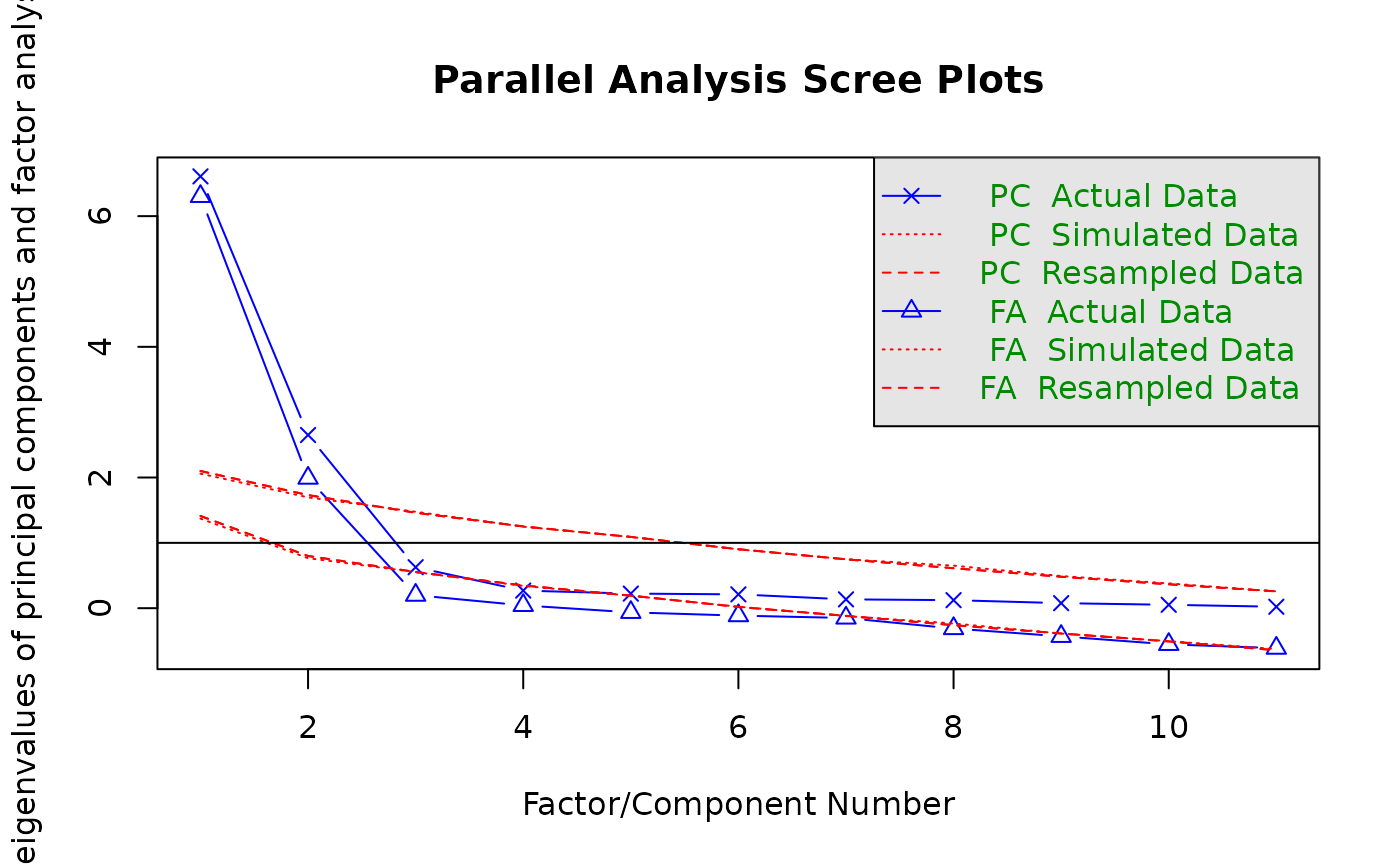 Parallel Analysis Scree Plots
eigenvalues of principal components and factor
6
4
2
0
PC Actual Data
PC Simulated Data
PC Resampled Data
FA Actual Data
FA Simulated Data
FA Resampled Data
2 4 6 8 10
Factor/Component Number